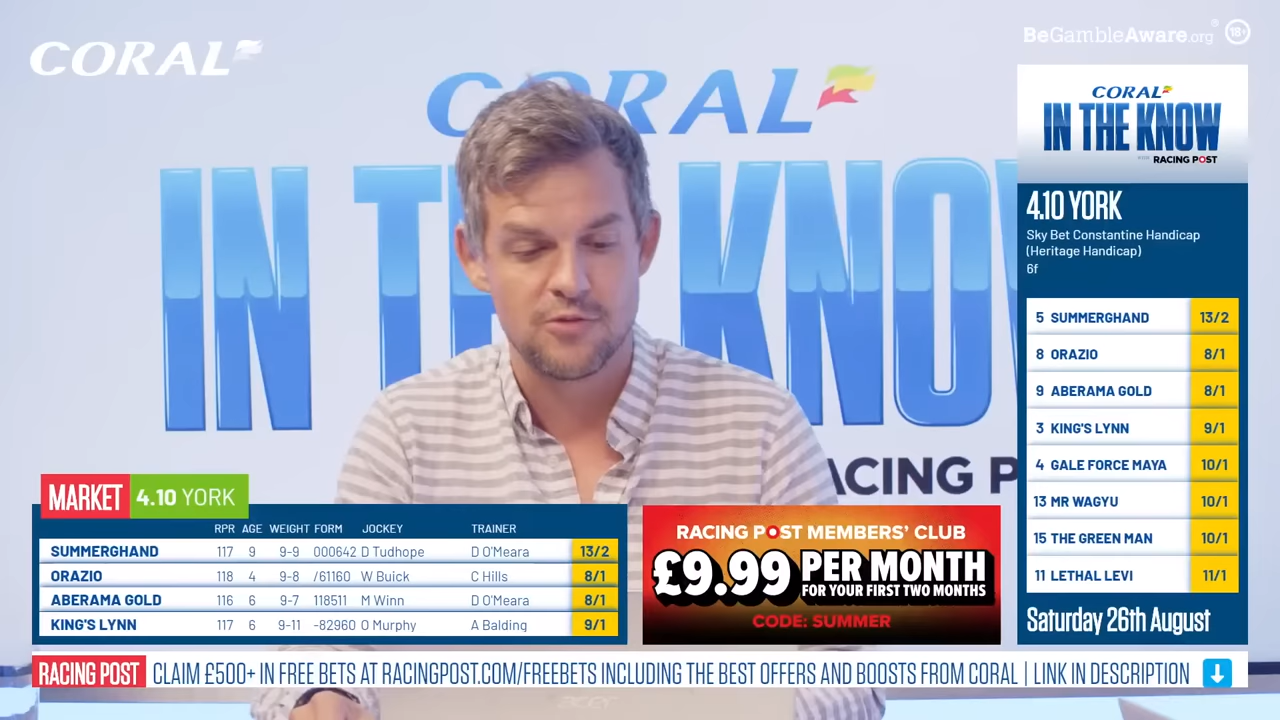 CORAL
BeGambleAware.org® 18+
CORAL
IN THE KNOW
RACING P
CORAL
IN THE KNOW
WITH RACING POST
4.10 YORK
Sky Bet Constantine Handicap
(Heritage Handicap)
6f
5 SUMMERGHAND 13/2
8 ORAZIO 8/1
9 ABERAMA GOLD 8/1
3 KING'S LYNN 9/1
4 GALE FORCE MAYA 10/1
13 MR WAGYU 10/1
15 THE GREEN MAN 10/1
11 LETHAL LEVI 11/1
Saturday 26th August
MARKET 4.10 YORK
RPR AGE WEIGHT FORM JOCKEY TRAINER
SUMMERGHAND 117 9 9-9 000642 D Tudhope D O'Meara 13/2
ORAZIO 118 4 9-8 /61160 W Buick C Hills 8/1
ABERAMA GOLD 116 6 9-7 118511 M Winn D O'Meara 8/1
KING'S LYNN 117 6 9-11 -82960 O Murphy A Balding 9/1
RACING POST MEMBERS' CLUB
£9.99 PER MONTH
FOR YOUR FIRST TWO MONTHS
CODE: SUMMER
RACING POST CLAIM £500+ IN FREE BETS AT RACINGPOST.COM/FREEBETS INCLUDING THE BEST OFFERS AND BOOSTS FROM CORAL | LINK IN DESCRIPTION
acer